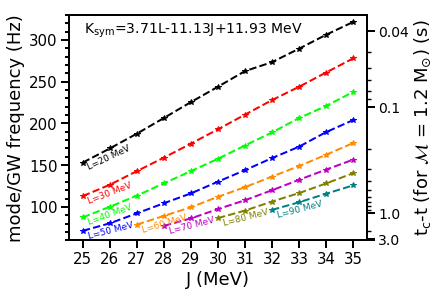 K_sym=3.71L-11.13J+11.93 MeV
mode/GW frequency (Hz)
300
250
200
150
100
0.04
0.1
1.0
3.0
t_c-t (for ℳ = 1.2 M_⊙) (s)
L=20 MeV
L=30 MeV
L=40 MeV
L=50 MeV
L=60 MeV
L=70 MeV
L=80 MeV
L=90 MeV
25 26 27 28 29 30 31 32 33 34 35
J (MeV)